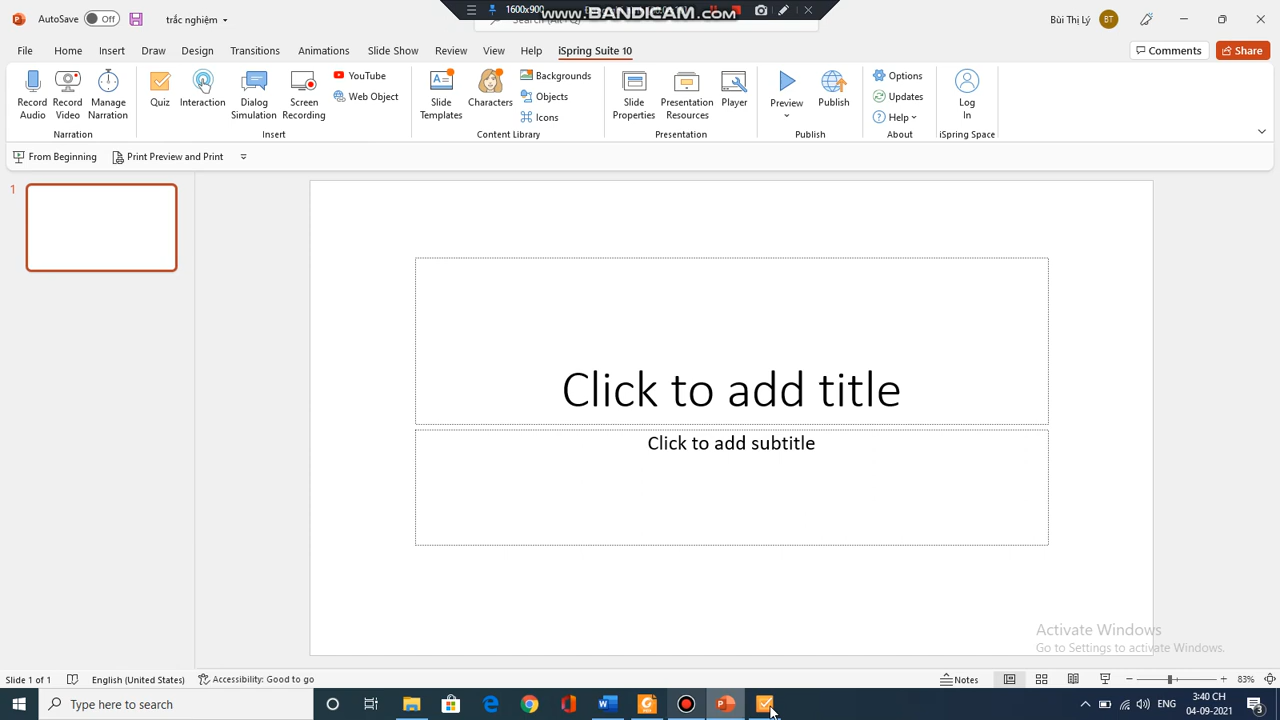 AutoSave Off trắc nghiệm 1600x900 www.BANDICAM.com Bùi Thị Lý BT
File Home Insert Draw Design Transitions Animations Slide Show Review View Help iSpring Suite 10 Comments Share
Record Audio
Record Video
Manage Narration
Narration
Quiz
Interaction
Dialog Simulation
Screen Recording
YouTube
Web Object
Insert
Slide Templates
Characters
Backgrounds
Objects
Icons
Content Library
Slide Properties
Presentation Resources
Player
Presentation
Preview
Publish
Publish
Options
Updates
Help
About
Log In
iSpring Space
From Beginning Print Preview and Print
1
Click to add title
Click to add subtitle
Activate Windows
Go to Settings to activate Windows.
Slide 1 of 1 English (United States) Accessibility: Good to go Notes 83%
Type here to search ENG 3:40 CH
04-09-2021 3